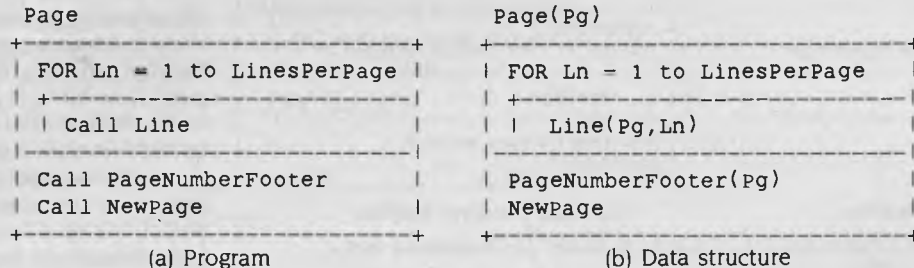 Page
FOR Ln = 1 to LinesPerPage
Call Line
Call PageNumberFooter
Call NewPage
(a) Program
Page(Pg)
FOR Ln = 1 to LinesPerPage
Line(Pg,Ln)
PageNumberFooter(Pg)
NewPage
(b) Data structure